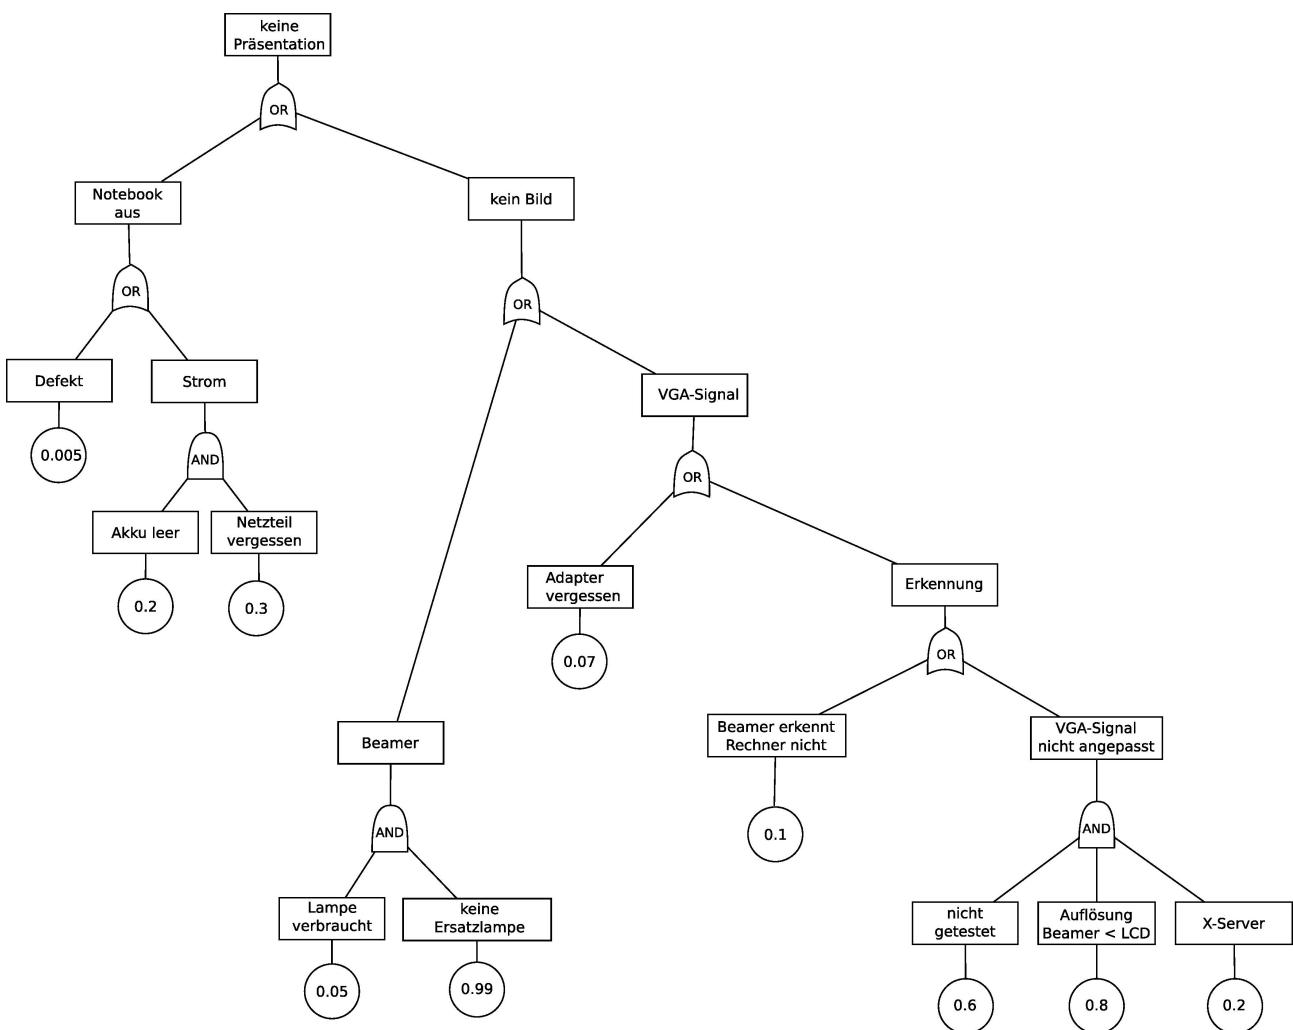 keine
Präsentation
OR
Notebook
aus
kein Bild
OR
OR
Defekt
Strom
VGA-Signal
0.005
AND
OR
Akku leer
Netzteil
vergessen
0.2
0.3
Adapter
vergessen
Erkennung
0.07
OR
Beamer
Beamer erkennt
Rechner nicht
VGA-Signal
nicht angepasst
AND
0.1
AND
Lampe
verbraucht
keine
Ersatzlampe
nicht
getestet
Auflösung
Beamer < LCD
X-Server
0.05
0.99
0.6
0.8
0.2